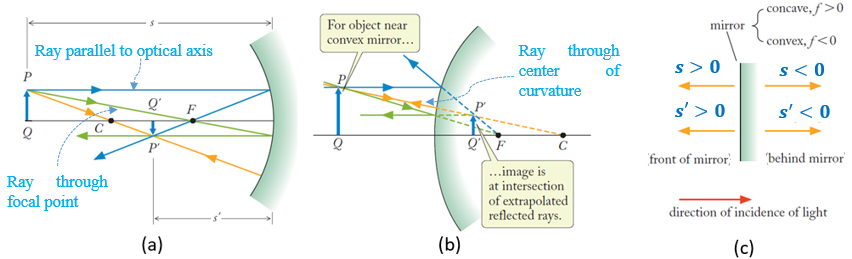 s
Ray parallel to optical axis
P
Q'
F
Q
C
P'
Ray through
focal point
s'
(a)
For object near
convex mirror…
Ray through
center of
curvature
P
P'
Q
Q'
F
C
…image is
at intersection
of extrapolated
reflected rays.
(b)
concave, f > 0
mirror
convex, f < 0
s > 0
s < 0
s' > 0
s' < 0
(front of mirror)
(behind mirror)
direction of incidence of light
(c)